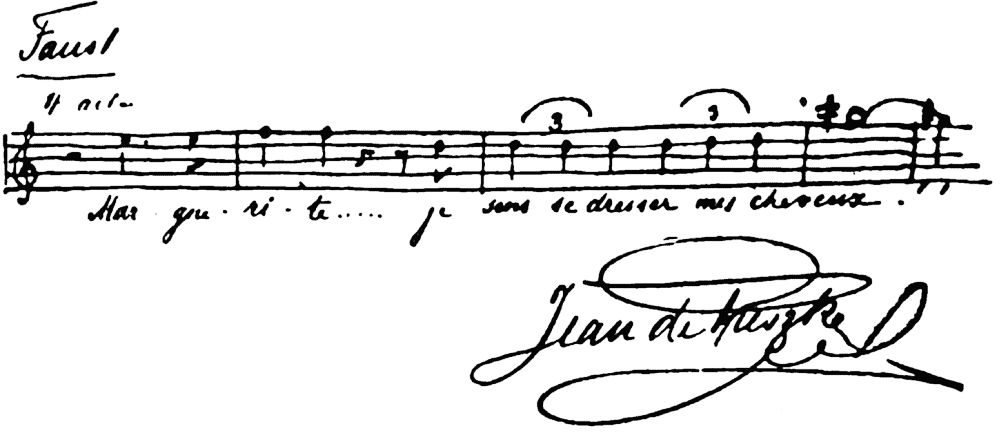 Faust
4 acte
3 3
Mar - gue - ri - te..... je sens se dresser mes cheveux . ! !
Jean de Reszke